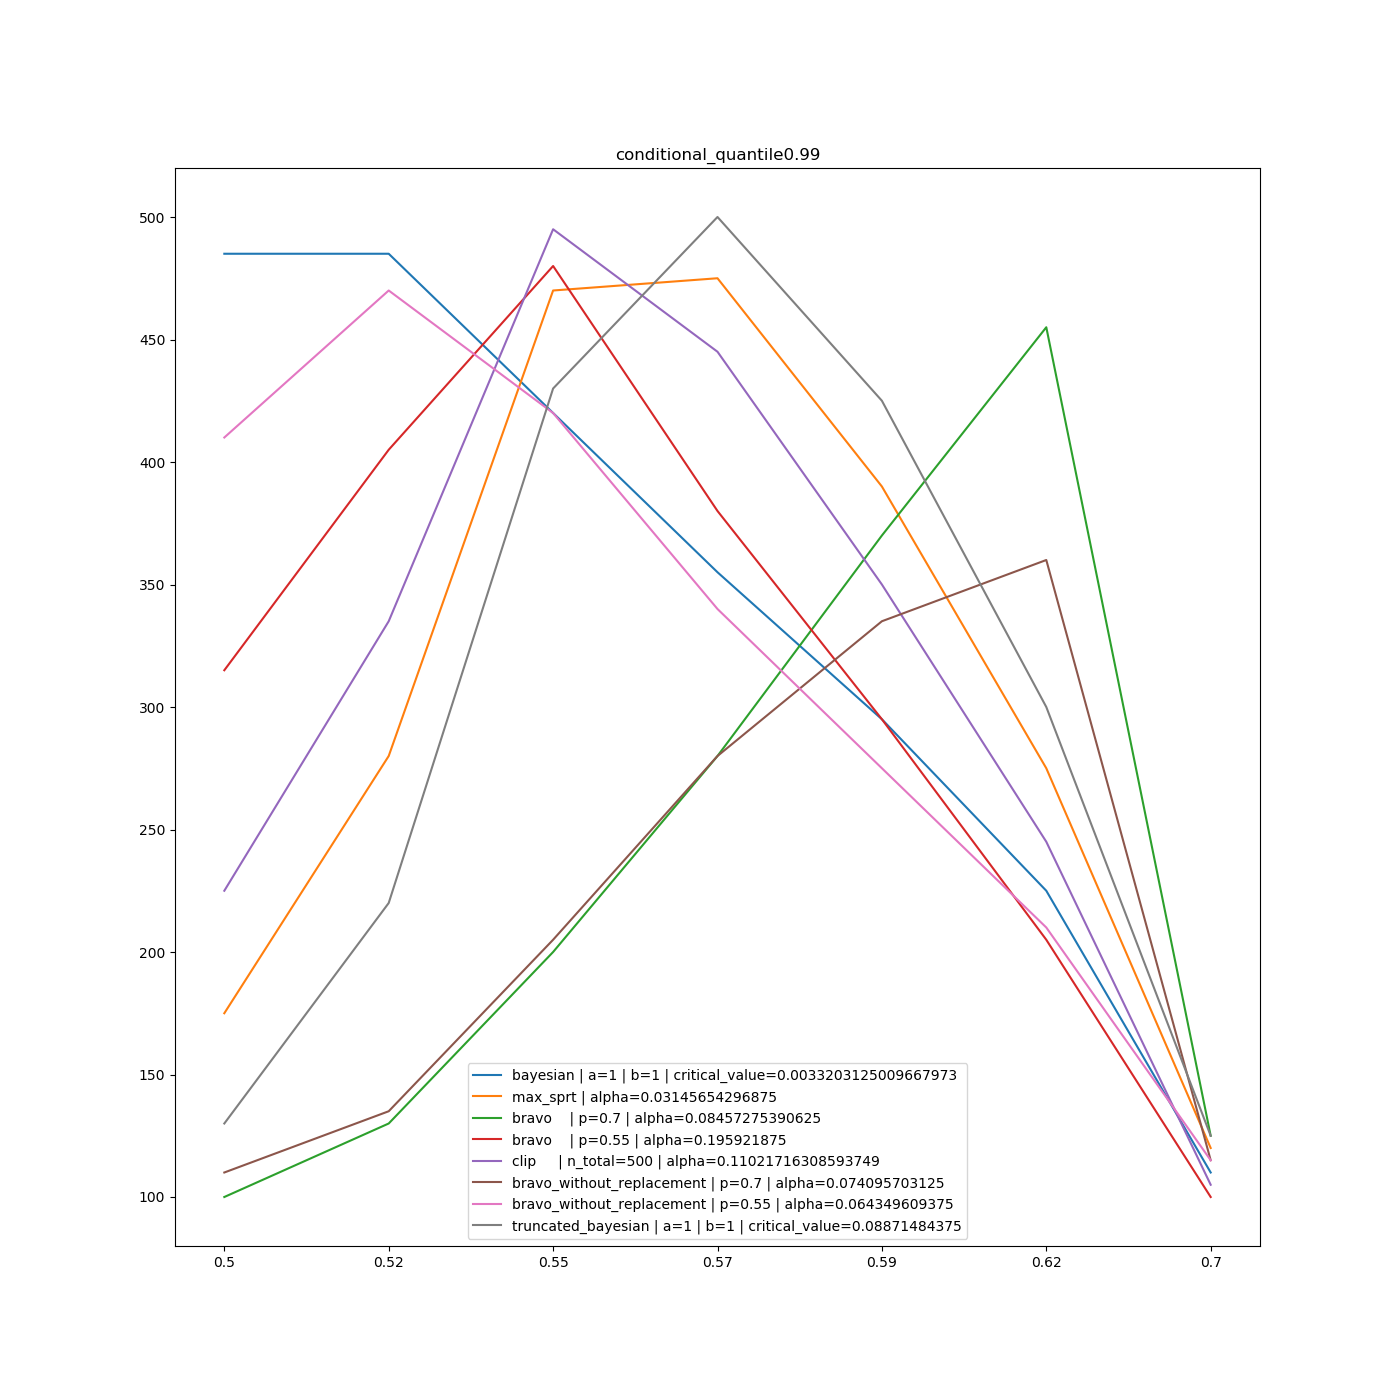 conditional_quantile0.99
500
450
400
350
300
250
200
150
100
bayesian | a=1 | b=1 | critical_value=0.0033203125009667973
max_sprt | alpha=0.03145654296875
bravo    | p=0.7 | alpha=0.08457275390625
bravo    | p=0.55 | alpha=0.195921875
clip     | n_total=500 | alpha=0.11021716308593749
bravo_without_replacement | p=0.7 | alpha=0.074095703125
bravo_without_replacement | p=0.55 | alpha=0.064349609375
truncated_bayesian | a=1 | b=1 | critical_value=0.08871484375
0.5 0.52 0.55 0.57 0.59 0.62 0.7